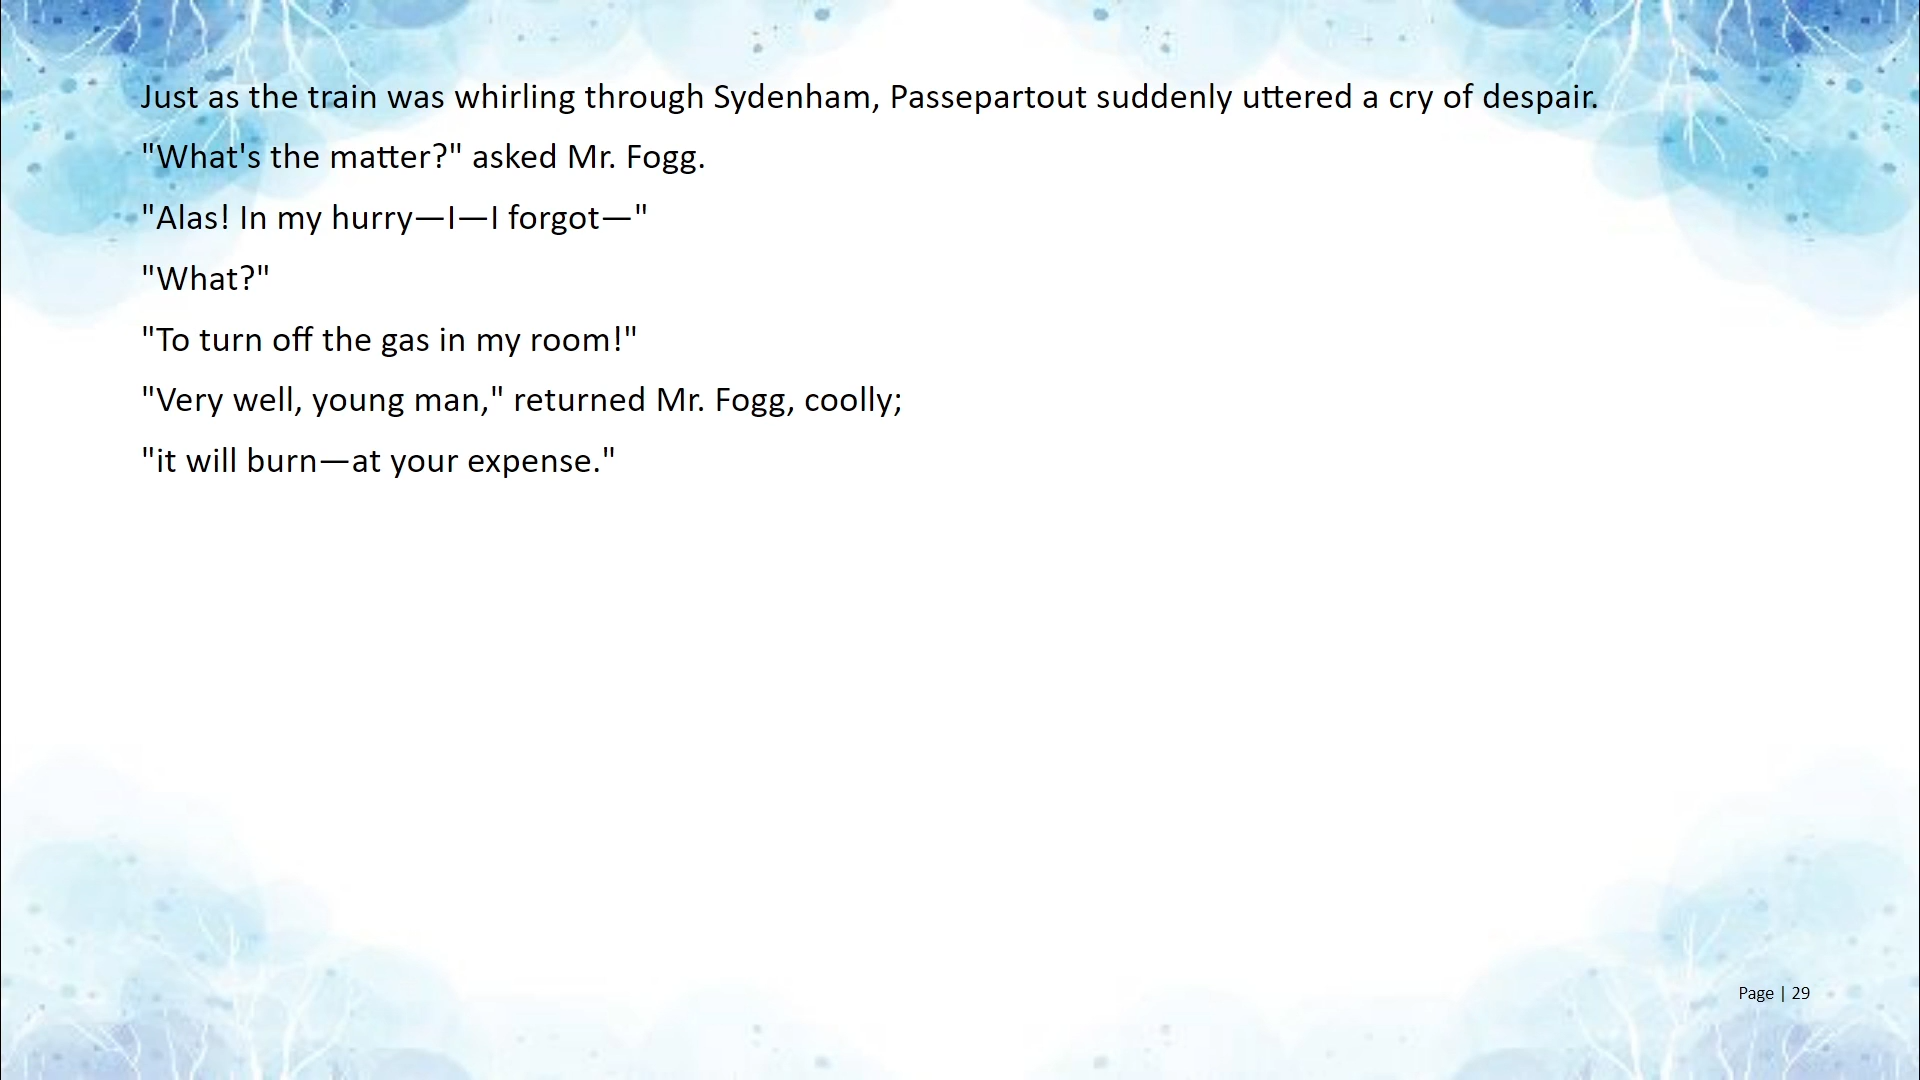 Just as the train was whirling through Sydenham, Passepartout suddenly uttered a cry of despair.
"What's the matter?" asked Mr. Fogg.
"Alas! In my hurry—I—I forgot—"
"What?"
"To turn off the gas in my room!"
"Very well, young man," returned Mr. Fogg, coolly;
"it will burn—at your expense."
Page | 29